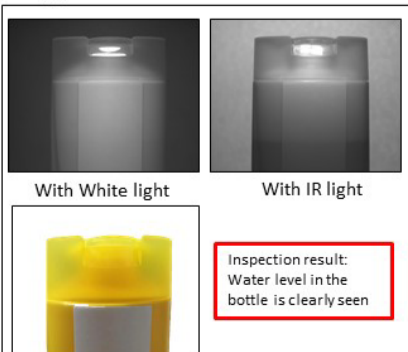 With White light
With IR light
Inspection result:
Water level in the
bottle is clearly seen